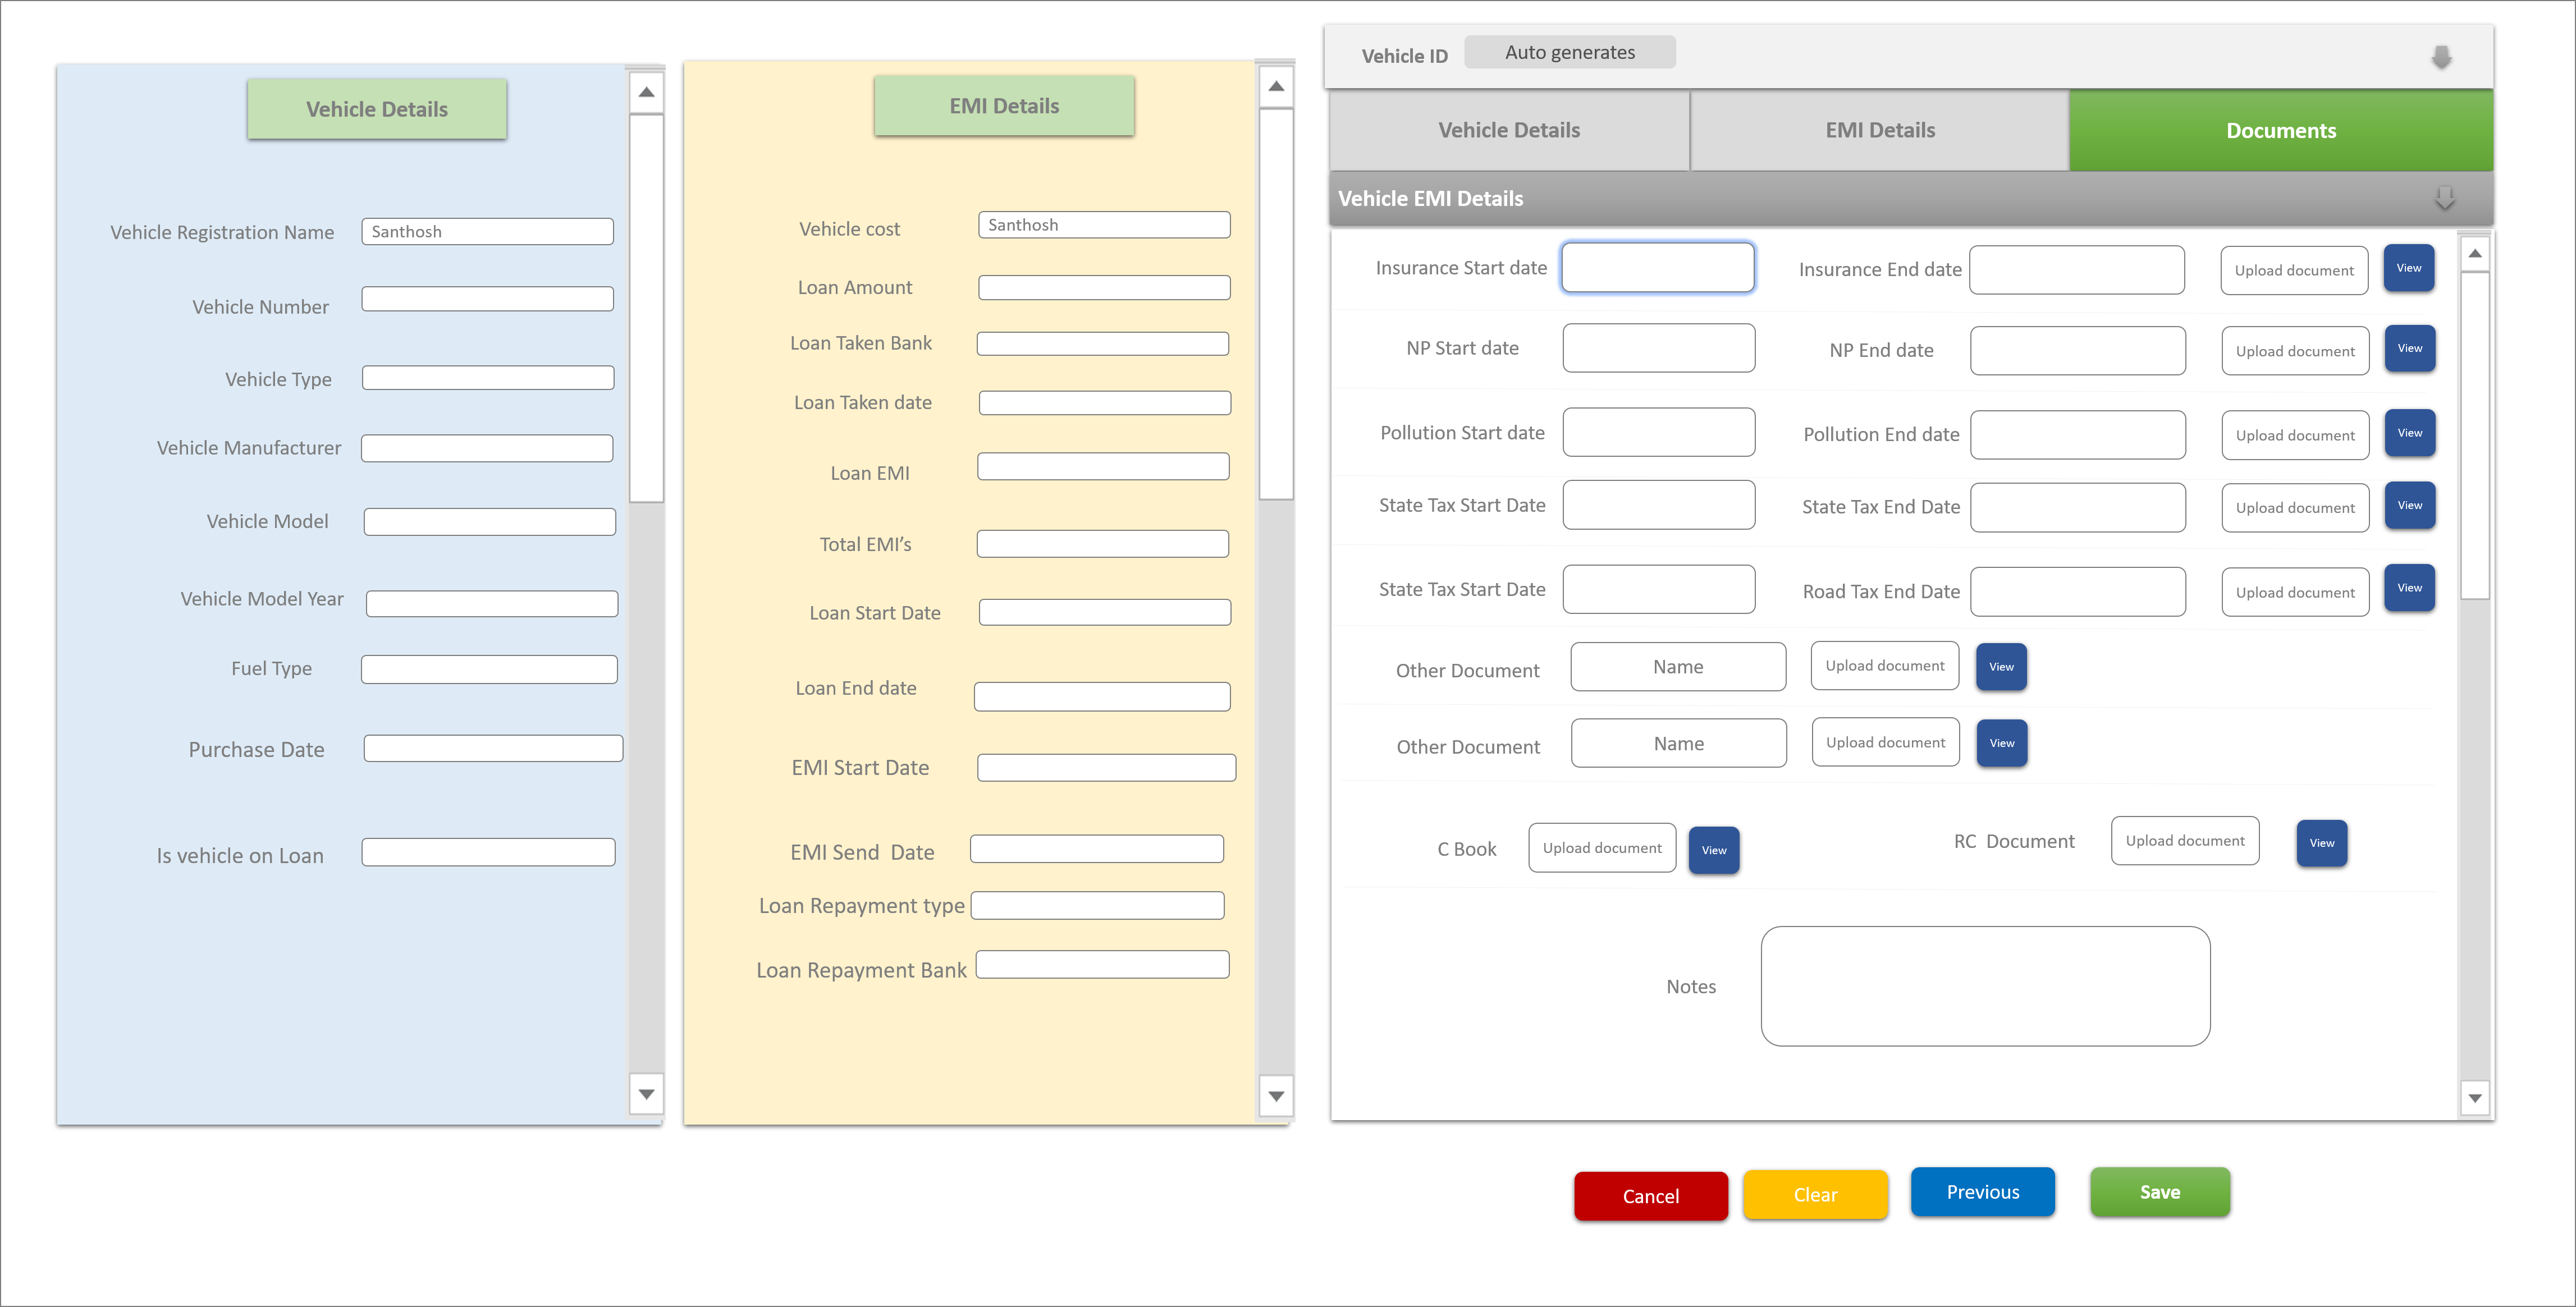 Vehicle Details
Vehicle Registration Name Santhosh
Vehicle Number
Vehicle Type
Vehicle Manufacturer
Vehicle Model
Vehicle Model Year
Fuel Type
Purchase Date
Is vehicle on Loan
EMI Details
Vehicle cost Santhosh
Loan Amount
Loan Taken Bank
Loan Taken date
Loan EMI
Total EMI’s
Loan Start Date
Loan End date
EMI Start Date
EMI Send  Date
Loan Repayment type
Loan Repayment Bank
Vehicle ID Auto generates
Vehicle Details EMI Details Documents
Vehicle EMI Details
Insurance Start date Insurance End date Upload document View
NP Start date NP End date Upload document View
Pollution Start date Pollution End date Upload document View
State Tax Start Date State Tax End Date Upload document View
State Tax Start Date Road Tax End Date Upload document View
Other Document Name Upload document View
Other Document Name Upload document View
C Book Upload document View RC  Document Upload document View
Notes
Cancel Clear Previous Save